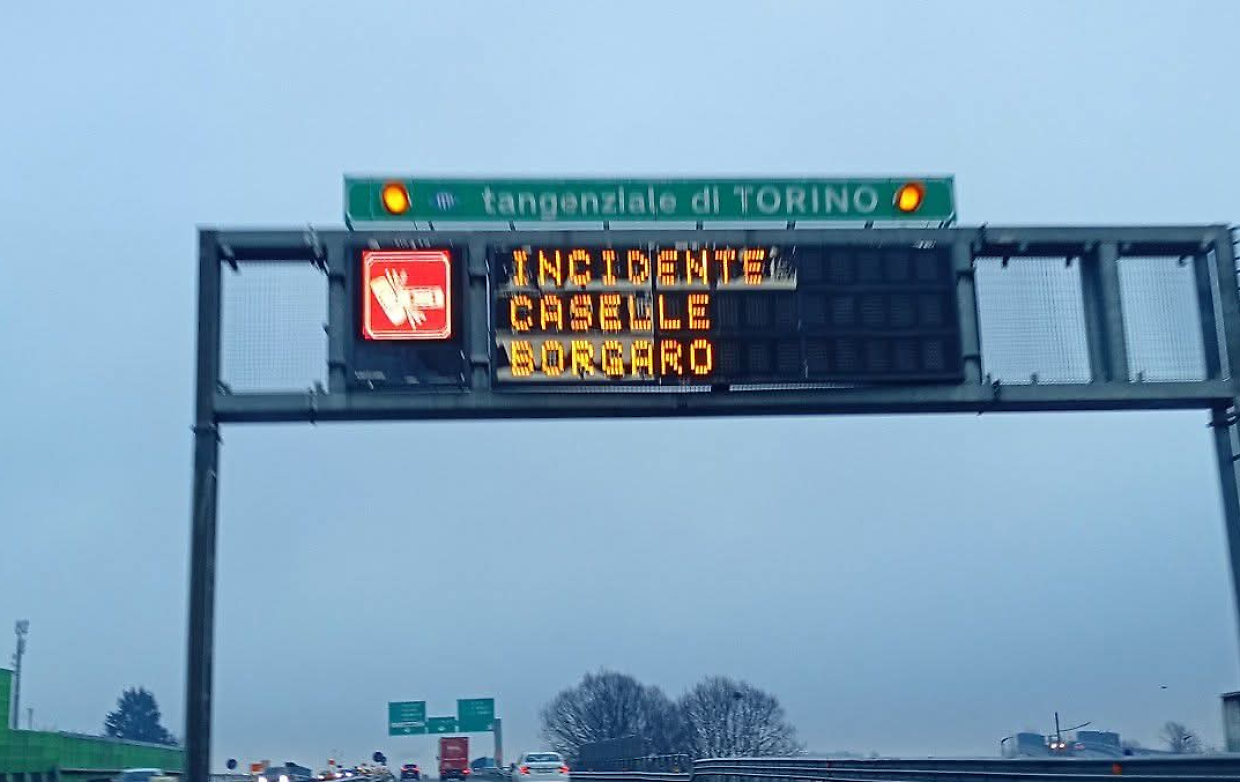 tangenziale di TORINO
INCIDENTE
CASELLE
BORGARO